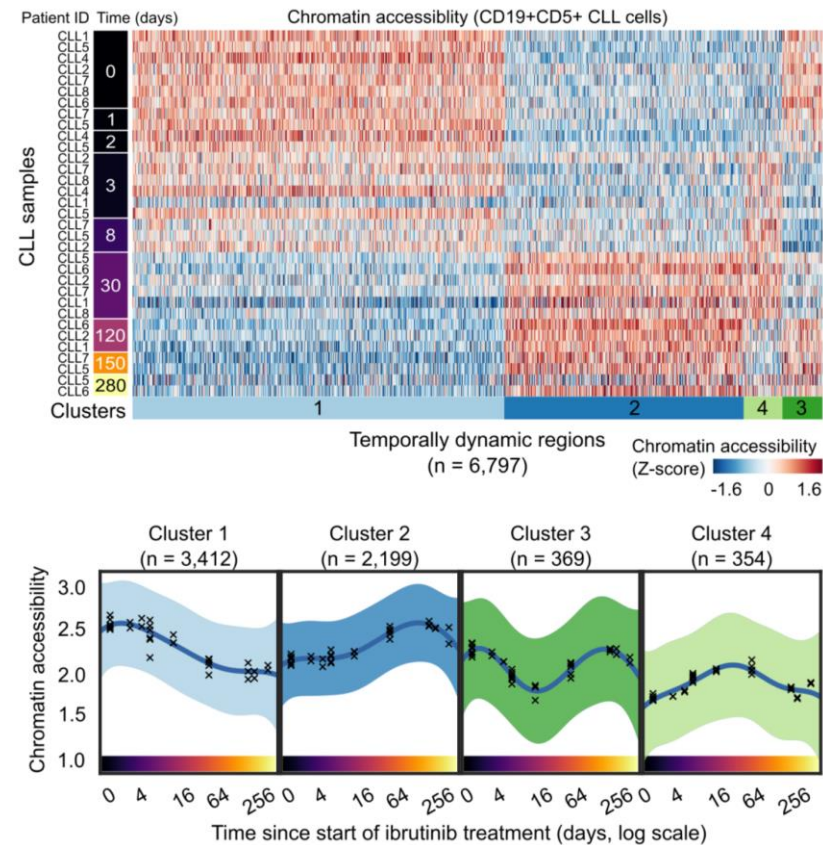 Patient ID Time (days) Chromatin accessiblity (CD19+CD5+ CLL cells)
CLL samples
CLL1
CLL5
CLL4
CLL2
CLL7
CLL8
CLL6
CLL7
CLL5
CLL4
CLL5
CLL2
CLL7
CLL8
CLL4
CLL1
CLL5
CLL7
CLL5
CLL2
CLL5
CLL6
CLL2
CLL7
CLL1
CLL8
CLL6
CLL2
CLL1
CLL7
CLL5
CLL5
CLL6
0
1
2
3
8
30
120
150
280
Clusters 1 2 4 3
Temporally dynamic regions
(n = 6,797)
Chromatin accessibility
(Z-score)
-1.6 0 1.6
Cluster 1 Cluster 2 Cluster 3 Cluster 4
(n = 3,412) (n = 2,199) (n = 369) (n = 354)
Chromatin accessibility
3.0
2.5
2.0
1.5
1.0
0 4 16 64 256 0 4 16 64 256 0 4 16 64 256 0 4 16 64 256
Time since start of ibrutinib treatment (days, log scale)